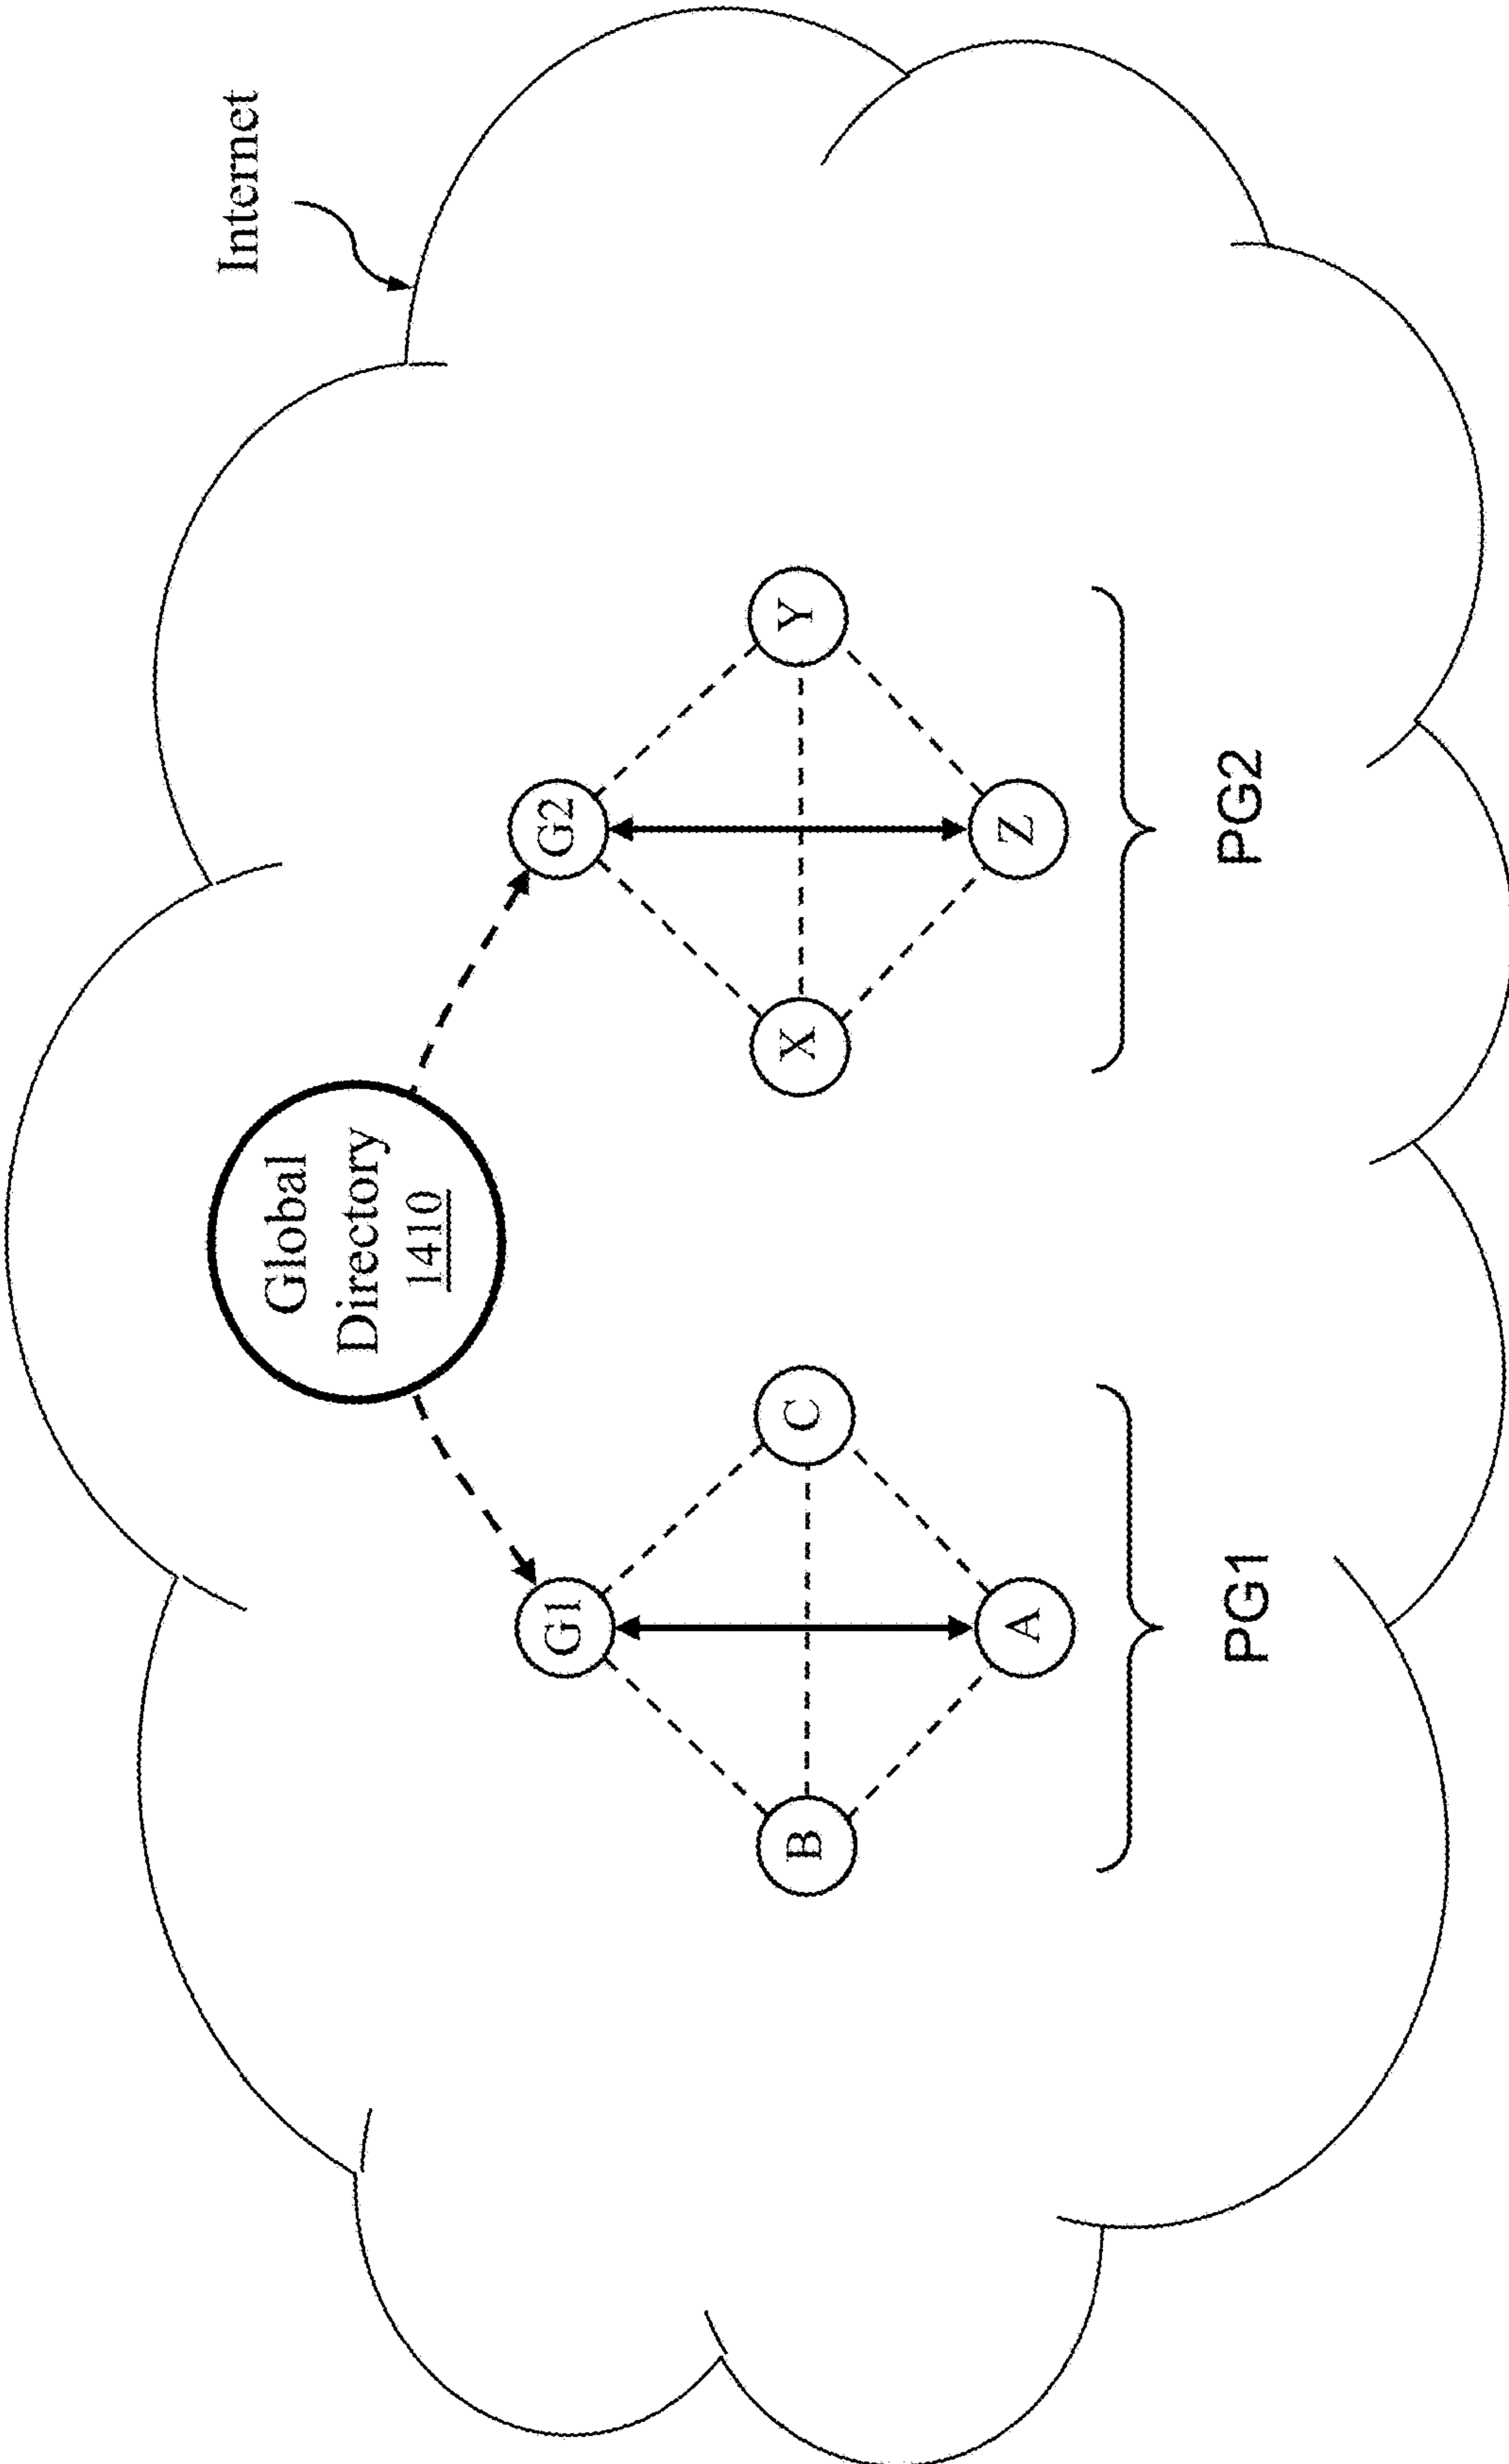 Internet
Global
Directory
1410
G1
G2
B
C
X
Y
A
Z
PG1
PG2